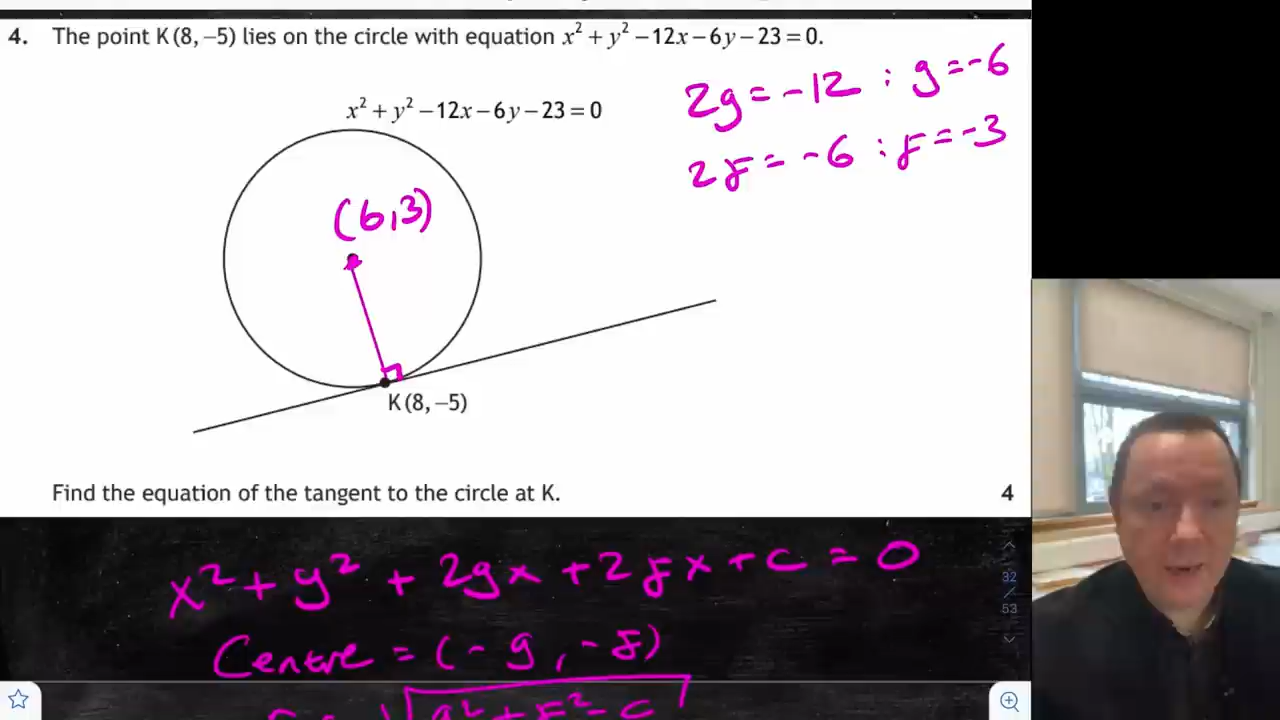 4. The point K(8, −5) lies on the circle with equation x² + y² − 12x − 6y − 23 = 0.
2g = -12 : g = -6
x² + y² − 12x − 6y − 23 = 0
2f = -6 : f = -3
(6,3)
K(8, −5)
Find the equation of the tangent to the circle at K. 4
x² + y² + 2gx + 2fx + c = 0
32
/
53
Centre = (-g, -f)
g² + f² - c